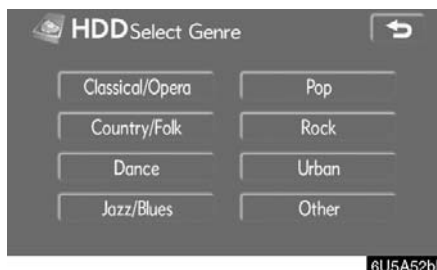 HDD Select Genre
Classical/Opera Pop
Country/Folk Rock
Dance Urban
Jazz/Blues Other
6U5A52b